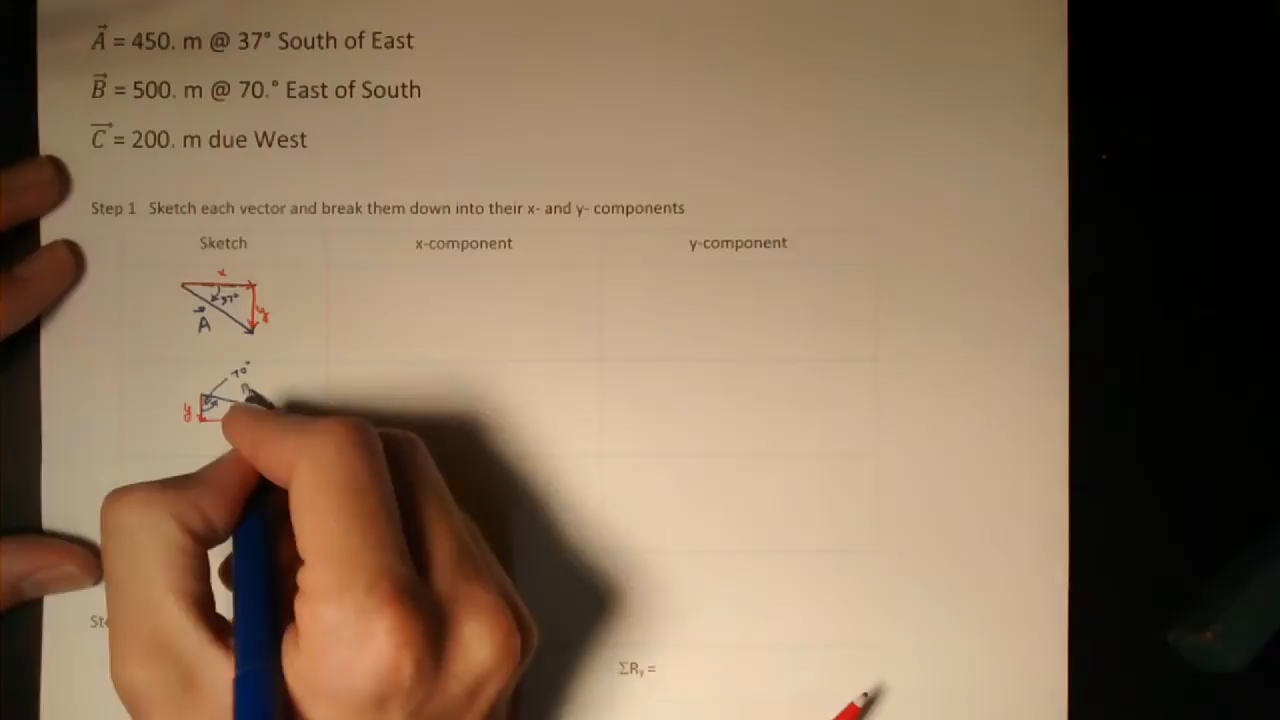 A⃗ = 450. m @ 37° South of East
B⃗ = 500. m @ 70.° East of South
C⃗ = 200. m due West
Step 1 Sketch each vector and break them down into their x- and y- components
Sketch x-component y-component
x
37°
y
A⃗
70°
y
ΣRy =